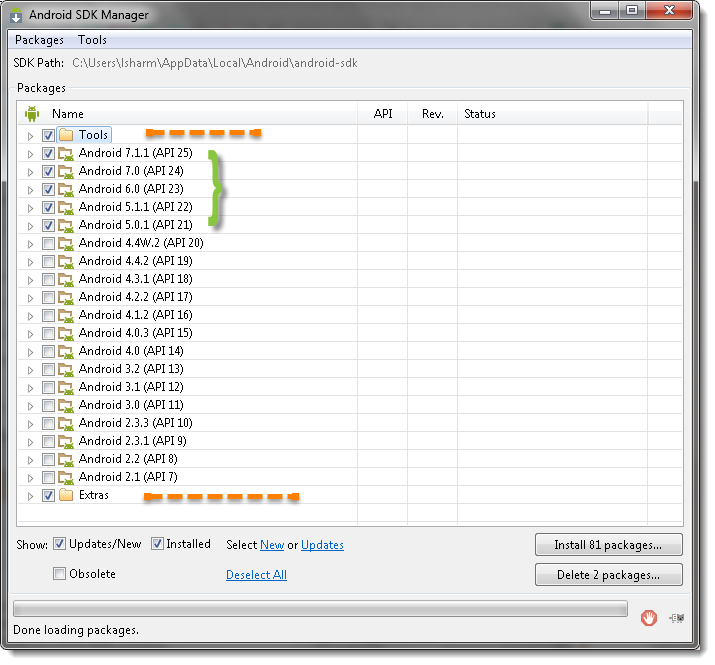 Android SDK Manager
Packages Tools
SDK Path: C:\Users\Isharm\AppData\Local\Android\android-sdk
Packages
Name API Rev. Status
Tools
Android 7.1.1 (API 25)
Android 7.0 (API 24)
Android 6.0 (API 23)
Android 5.1.1 (API 22)
Android 5.0.1 (API 21)
Android 4.4W.2 (API 20)
Android 4.4.2 (API 19)
Android 4.3.1 (API 18)
Android 4.2.2 (API 17)
Android 4.1.2 (API 16)
Android 4.0.3 (API 15)
Android 4.0 (API 14)
Android 3.2 (API 13)
Android 3.1 (API 12)
Android 3.0 (API 11)
Android 2.3.3 (API 10)
Android 2.3.1 (API 9)
Android 2.2 (API 8)
Android 2.1 (API 7)
Extras
Show: Updates/New Installed Select New or Updates Install 81 packages...
Obsolete Deselect All Delete 2 packages...
Done loading packages.